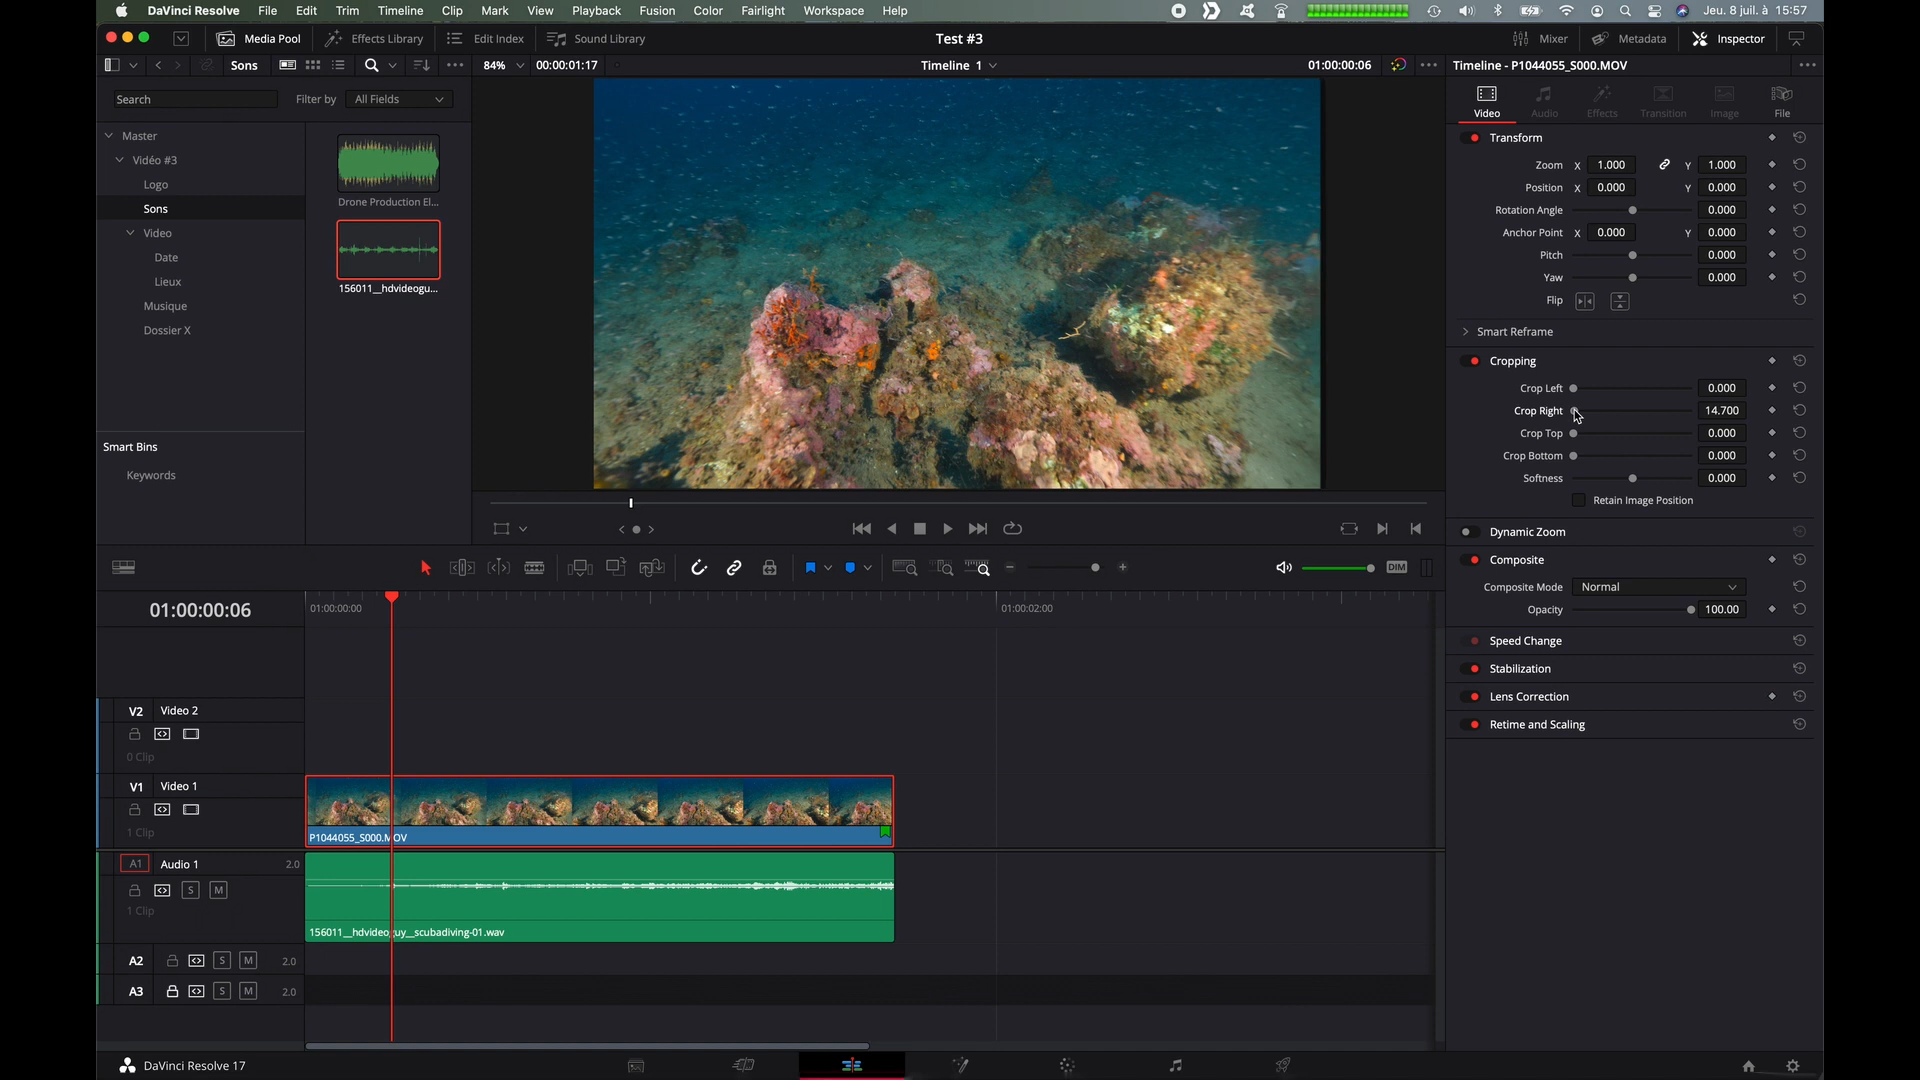 DaVinci Resolve File Edit Trim Timeline Clip Mark View Playback Fusion Color Fairlight Workspace Help Jeu. 8 juil. à 15:57
Media Pool Effects Library Edit Index Sound Library Test #3 Mixer Metadata Inspector
Sons 84% 00:00:01:17 Timeline 1 01:00:00:06 Timeline - P1044055_S000.MOV
Search Filter by All Fields
Video Audio Effects Transition Image File
Master
Vidéo #3
Logo
Sons
Video
Date
Lieux
Musique
Dossier X
Smart Bins
Keywords
Drone Production El...
156011__hdvideogu...
Transform
Zoom X 1.000 Y 1.000
Position X 0.000 Y 0.000
Rotation Angle 0.000
Anchor Point X 0.000 Y 0.000
Pitch 0.000
Yaw 0.000
Flip
Smart Reframe
Cropping
Crop Left 0.000
Crop Right 14.700
Crop Top 0.000
Crop Bottom 0.000
Softness 0.000
Retain Image Position
Dynamic Zoom
Composite
Composite Mode Normal
Opacity 100.00
Speed Change
Stabilization
Lens Correction
Retime and Scaling
DIM
01:00:00:06 01:00:00:00 01:00:02:00
V2 Video 2
0 Clip
V1 Video 1
1 Clip
P1044055_S000.MOV
A1 Audio 1 2.0
S M
1 Clip
156011__hdvideoguy__scubadiving-01.wav
A2 S M 2.0
A3 S M 2.0
DaVinci Resolve 17